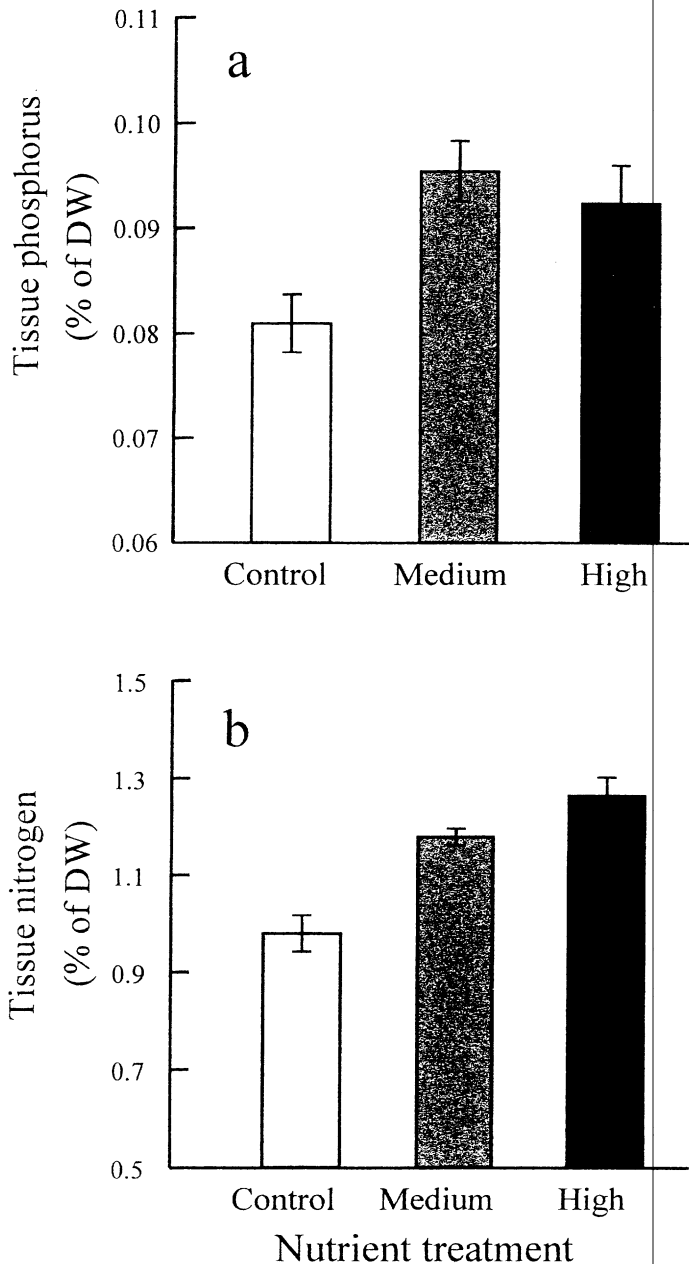 0.11
a
0.10
0.09
0.08
0.07
0.06
Tissue phosphorus
(% of DW)
Control Medium High
1.5
b
1.3
1.1
0.9
0.7
0.5
Tissue nitrogen
(% of DW)
Control Medium High
Nutrient treatment